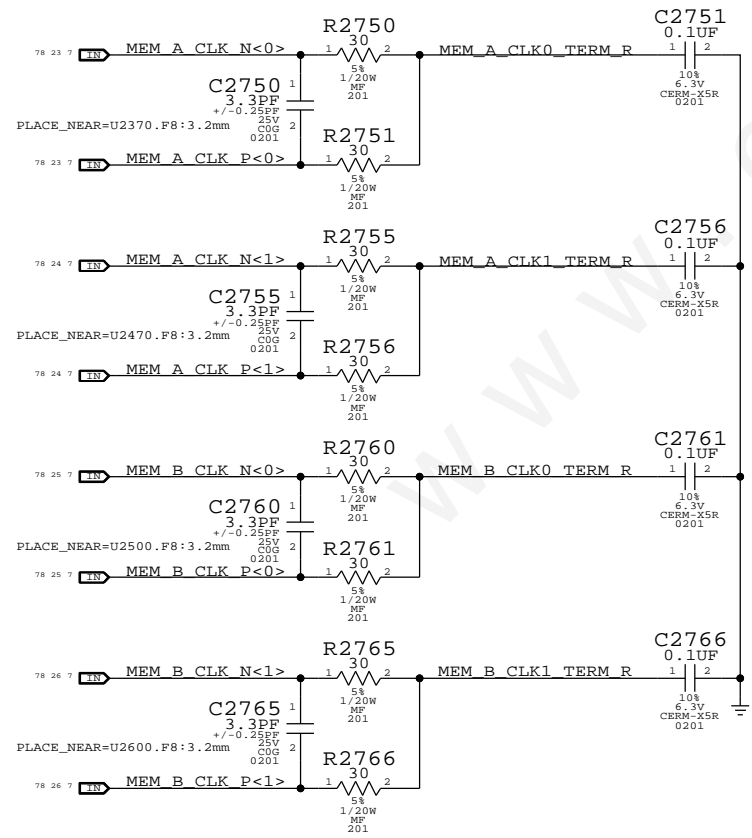 R2750
30
5%
1/20W
MF
201
C2751
0.1UF
1 2
10%
6.3V
CERM-X5R
0201
78 23 7 IN MEM_A_CLK_N<0>
1 2
MEM_A_CLK0_TERM_R
C2750
3.3PF
+/-0.25PF
25V
C0G
0201
1
2
PLACE_NEAR=U2370.F8:3.2mm
R2751
30
5%
1/20W
MF
201
78 23 7 IN MEM_A_CLK_P<0>
1 2
R2755
30
5%
1/20W
MF
201
C2756
0.1UF
1 2
10%
6.3V
CERM-X5R
0201
78 24 7 IN MEM_A_CLK_N<1>
1 2
MEM_A_CLK1_TERM_R
C2755
3.3PF
+/-0.25PF
25V
C0G
0201
1
2
PLACE_NEAR=U2470.F8:3.2mm
R2756
30
5%
1/20W
MF
201
78 24 7 IN MEM_A_CLK_P<1>
1 2
R2760
30
5%
1/20W
MF
201
C2761
0.1UF
1 2
10%
6.3V
CERM-X5R
0201
78 25 7 IN MEM_B_CLK_N<0>
1 2
MEM_B_CLK0_TERM_R
C2760
3.3PF
+/-0.25PF
25V
C0G
0201
1
2
PLACE_NEAR=U2500.F8:3.2mm
R2761
30
5%
1/20W
MF
201
78 25 7 IN MEM_B_CLK_P<0>
1 2
R2765
30
5%
1/20W
MF
201
C2766
0.1UF
1 2
10%
6.3V
CERM-X5R
0201
78 26 7 IN MEM_B_CLK_N<1>
1 2
MEM_B_CLK1_TERM_R
C2765
3.3PF
+/-0.25PF
25V
C0G
0201
1
2
PLACE_NEAR=U2600.F8:3.2mm
R2766
30
5%
1/20W
MF
201
78 26 7 IN MEM_B_CLK_P<1>
1 2
www.